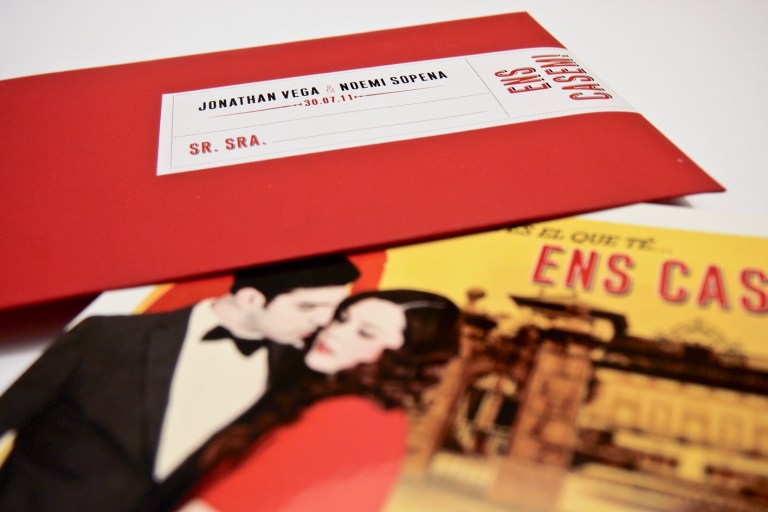 JONATHAN VEGA & NOEMI SOPENA
30.07.11
SR. SRA.
ENS
CASEM!
ES EL QUE TÉ...
ENS CAS